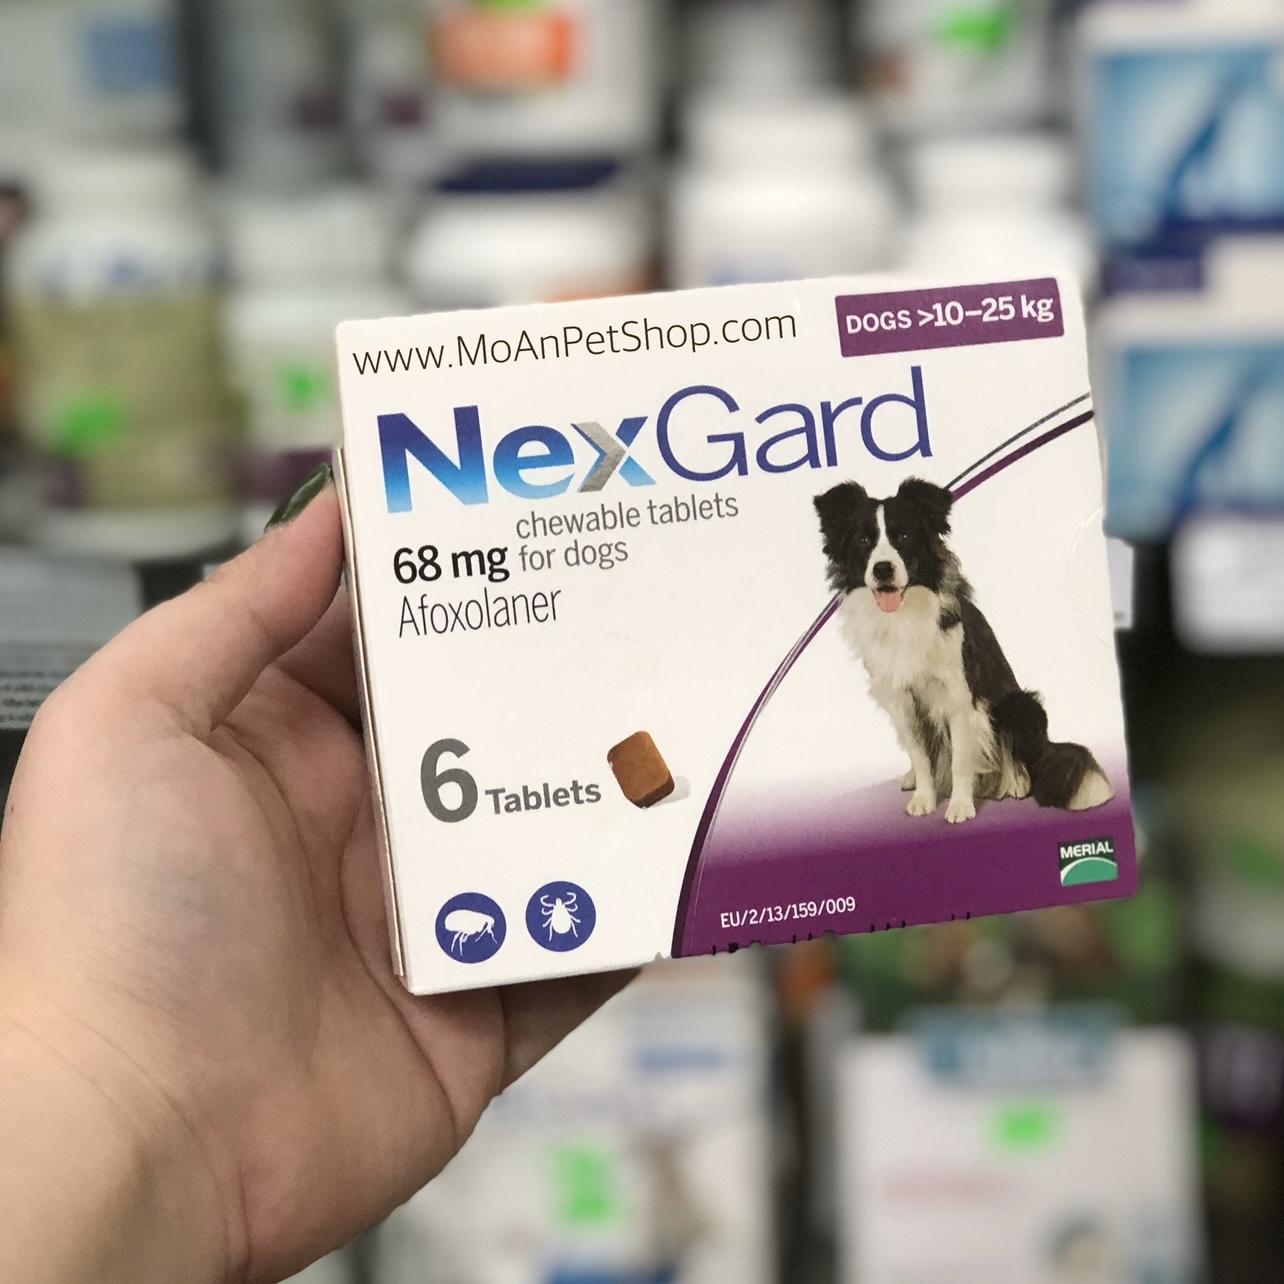 www.MoAnPetShop.com
DOGS >10–25 kg
NexGard
chewable tablets
68 mg for dogs
Afoxolaner
6 Tablets
MERIAL
EU/2/13/159/009